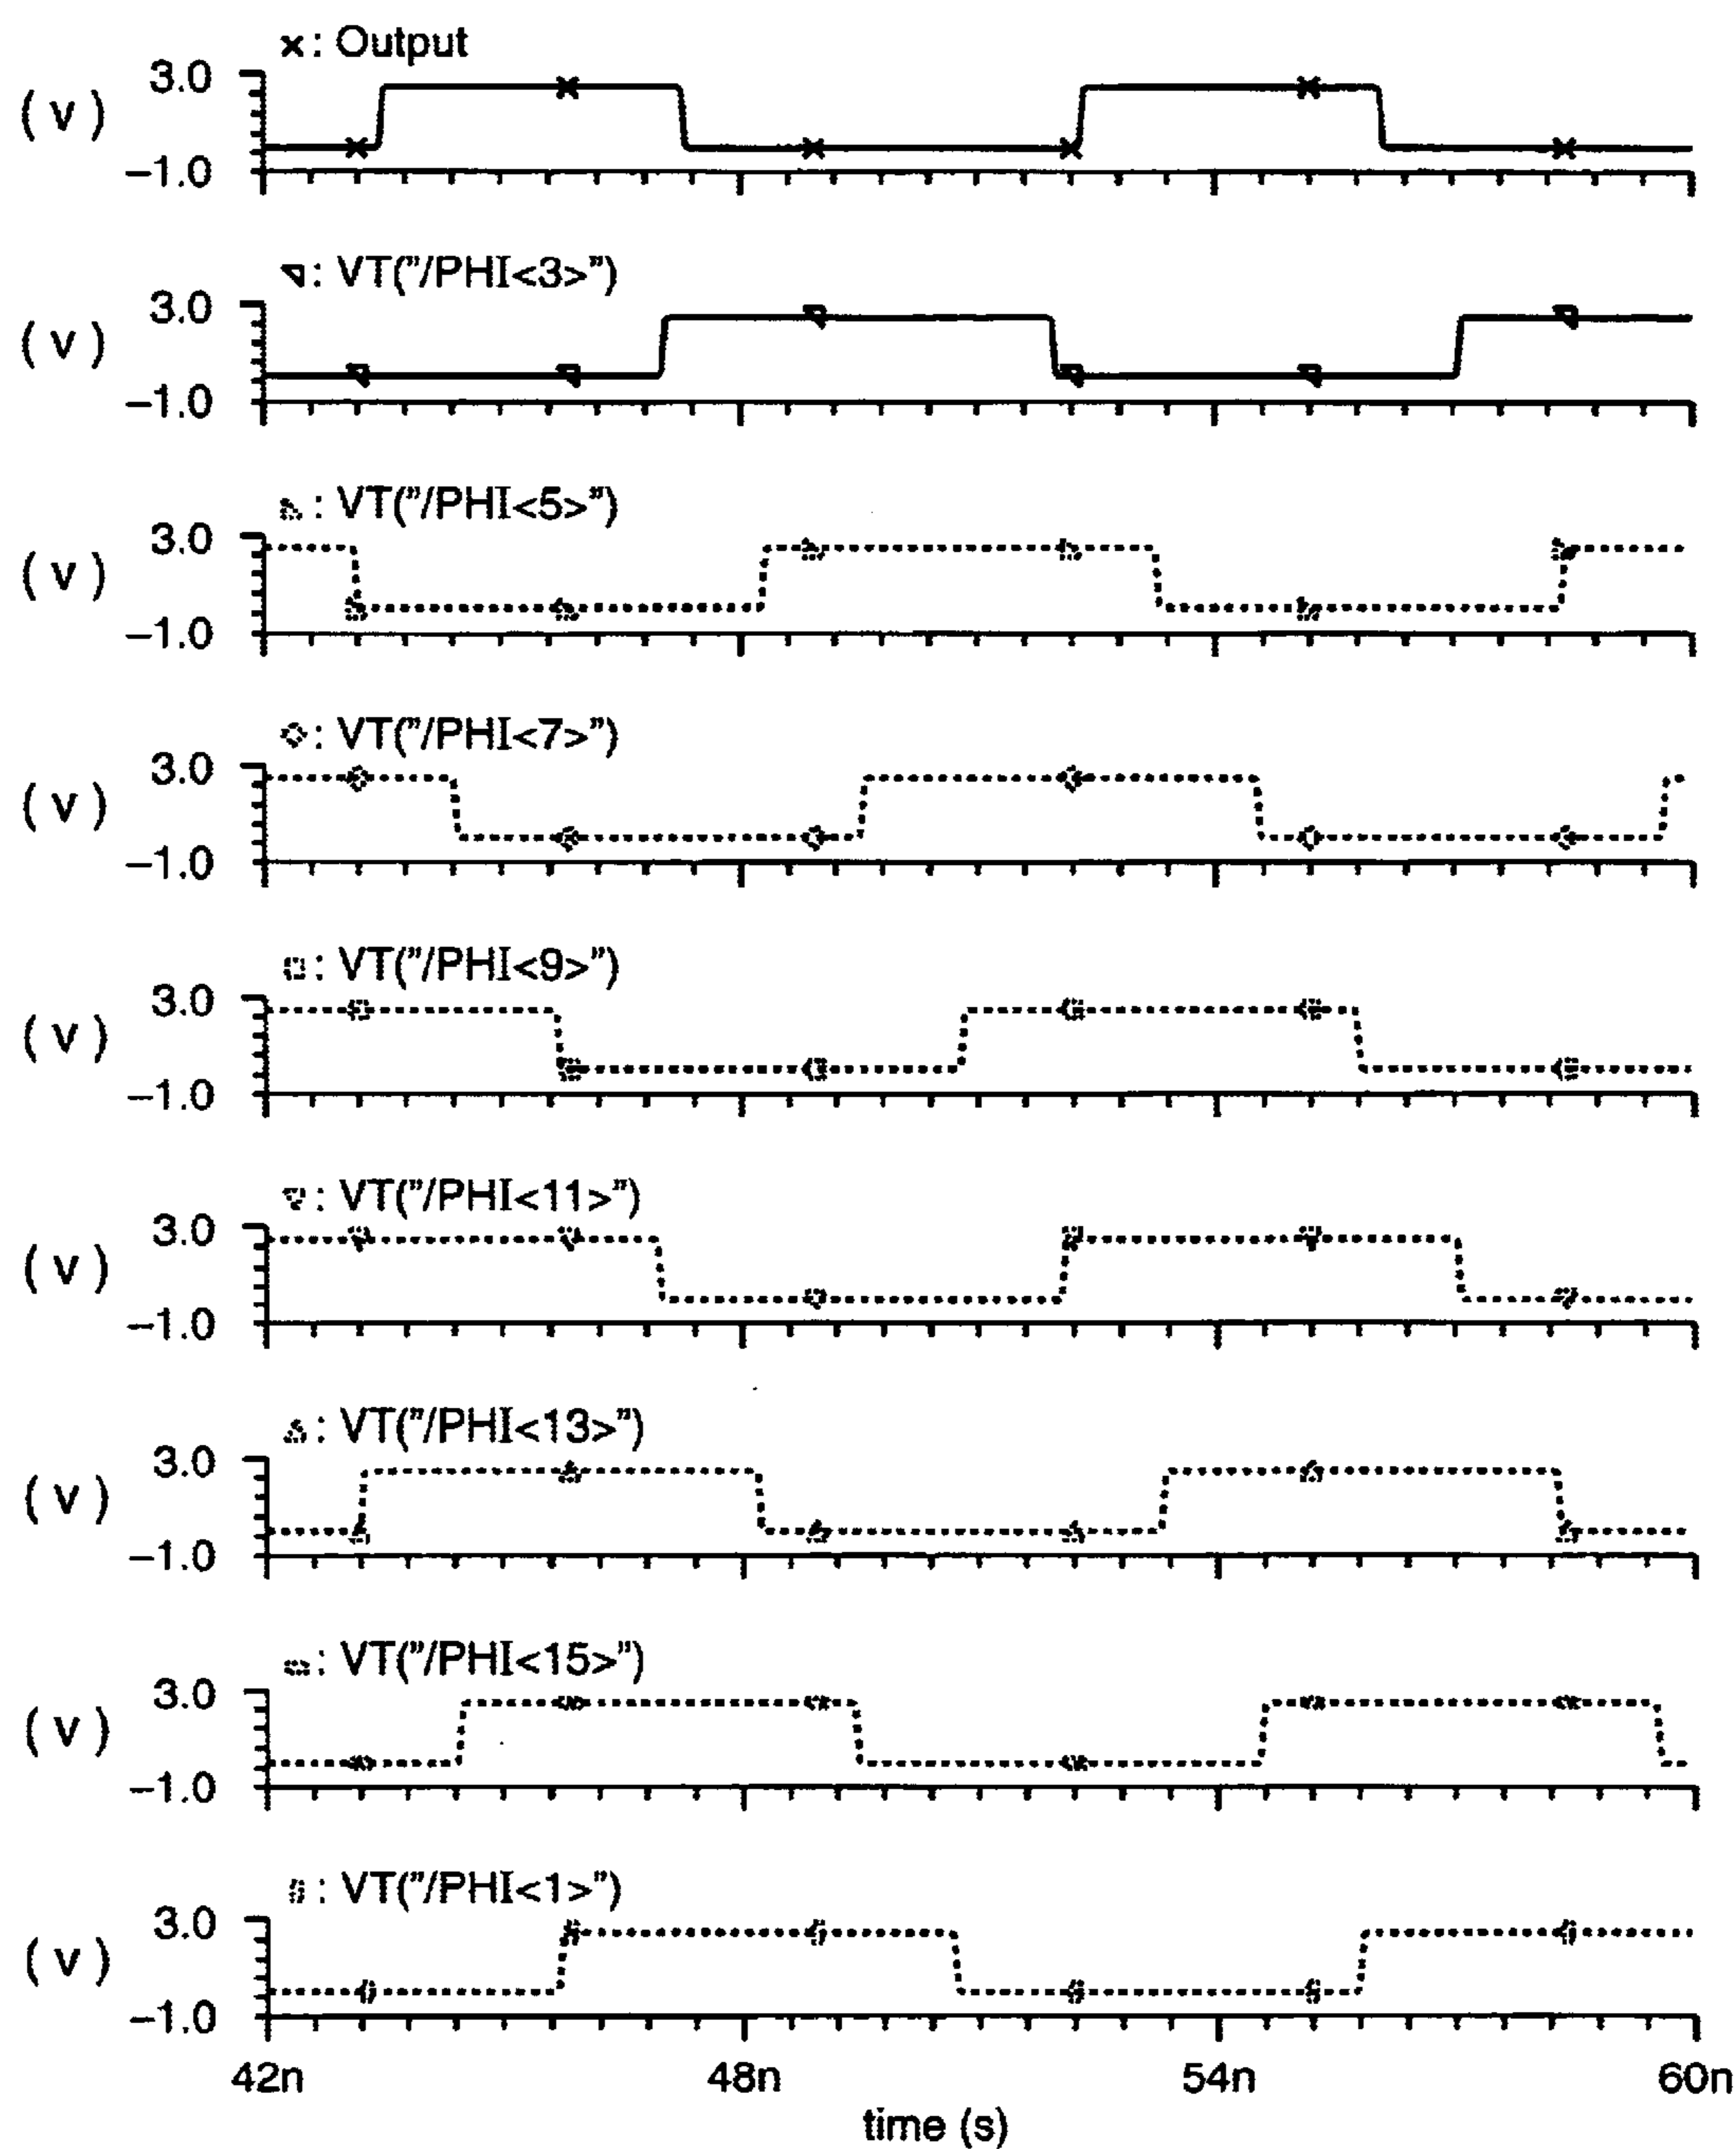 ×: Output
3.0
(v)
−1.0
VT("/PHI<3>")
3.0
(v)
−1.0
VT("/PHI<5>")
3.0
(v)
−1.0
VT("/PHI<7>")
3.0
(v)
−1.0
VT("/PHI<9>")
3.0
(v)
−1.0
VT("/PHI<11>")
3.0
(v)
−1.0
VT("/PHI<13>")
3.0
(v)
−1.0
VT("/PHI<15>")
3.0
(v)
−1.0
VT("/PHI<1>")
3.0
(v)
−1.0
42n 48n 54n 60n
time (s)